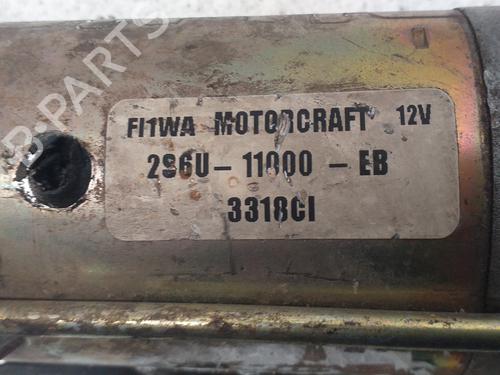 FI1WA MOTORCRAFT 12V
2S6U-11000-EB
3318CI
B-PARTS